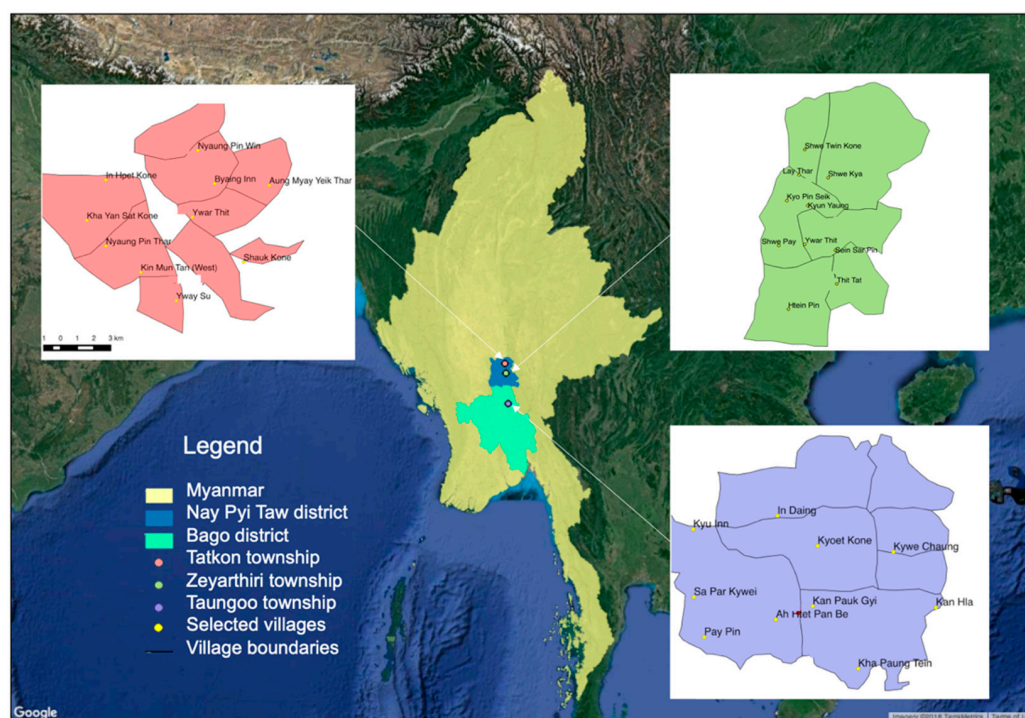 Nyaung Pin Win
In Hpet Kone
Byaing Inn
Aung Myay Yeik Thar
Kha Yan Sat Kone
Ywar Thit
Nyaung Pin Thar
Shauk Kone
Kin Mun Tan (West)
Yway Su
1 0 1 2 3 km
Shwe Twin Kone
Lay Thar
Shwe Kya
Kyo Pin Seik
Kyun Yaung
Shwe Pay
Ywar Thit
Sein Sar Pin
Thit Tat
Htein Pin
Legend
Myanmar
Nay Pyi Taw district
Bago district
Tatkon township
Zeyarthiri township
Taungoo township
Selected villages
Village boundaries
In Daing
Kyu Inn
Kyoet Kone
Kywe Chaung
Sa Par Kywei
Kan Pauk Gyi
Kan Hla
Ah Htet Pan Be
Pay Pin
Kha Paung Tein
Google